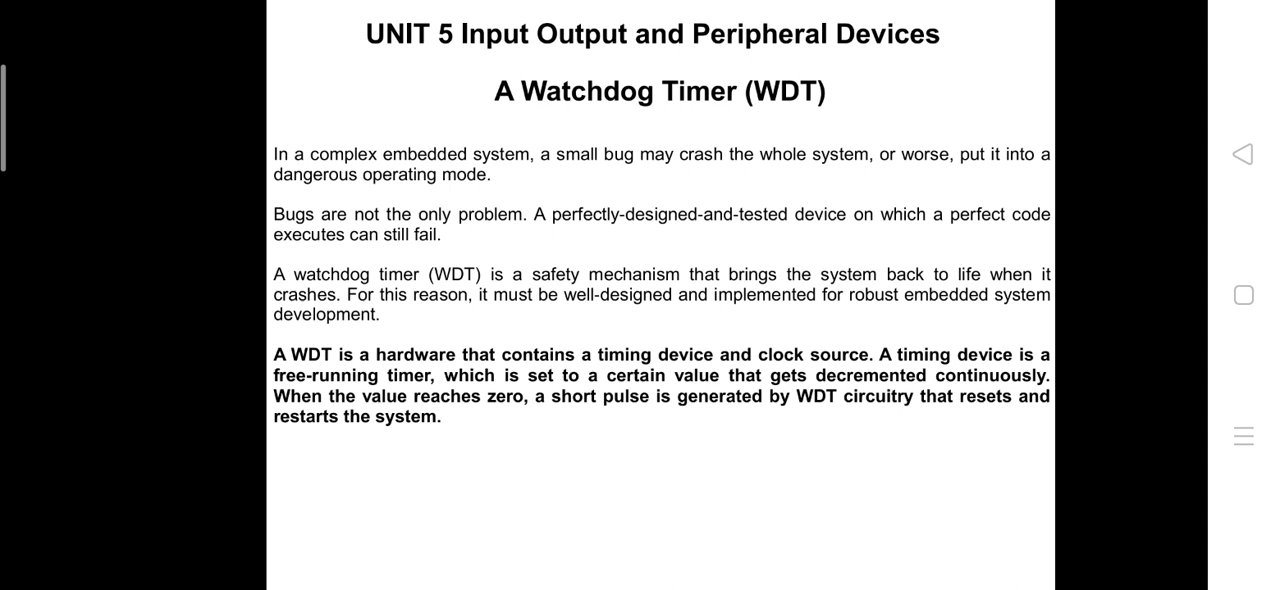 UNIT 5 Input Output and Peripheral Devices
A Watchdog Timer (WDT)
In a complex embedded system, a small bug may crash the whole system, or worse, put it into a
dangerous operating mode.
Bugs are not the only problem. A perfectly-designed-and-tested device on which a perfect code
executes can still fail.
A watchdog timer (WDT) is a safety mechanism that brings the system back to life when it
crashes. For this reason, it must be well-designed and implemented for robust embedded system
development.
A WDT is a hardware that contains a timing device and clock source. A timing device is a
free-running timer, which is set to a certain value that gets decremented continuously.
When the value reaches zero, a short pulse is generated by WDT circuitry that resets and
restarts the system.